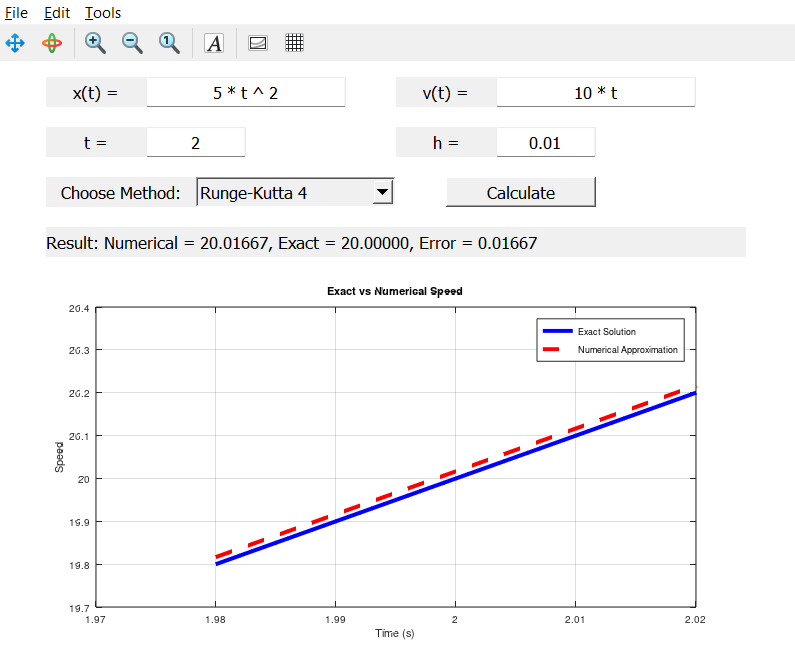 File Edit Tools
x(t) = 5 * t ^ 2 v(t) = 10 * t
t = 2 h = 0.01
Choose Method: Runge-Kutta 4 Calculate
Result: Numerical = 20.01667, Exact = 20.00000, Error = 0.01667
Exact vs Numerical Speed
20.4
Exact Solution
20.3
Numerical Approximation
20.2
20.1
Speed
20
19.9
19.8
19.7
1.97 1.98 1.99 2 2.01 2.02
Time (s)